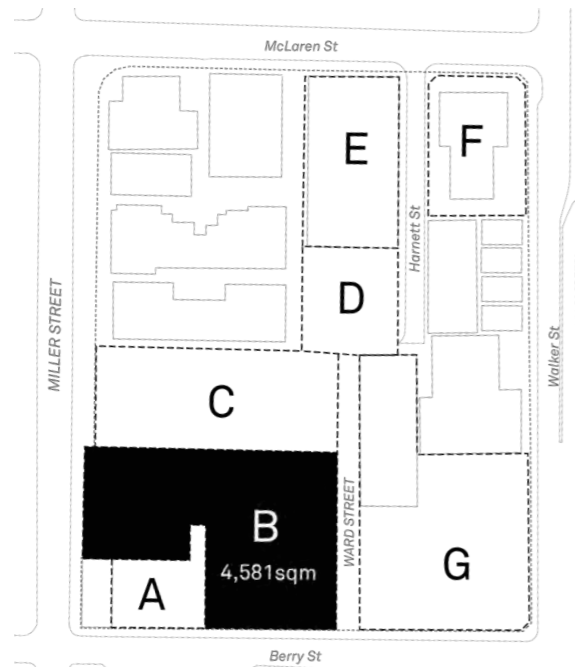 McLaren St
E
F
Harnett St
D
MILLER STREET
Walker St
C
B
4,581sqm
WARD STREET
G
A
Berry St